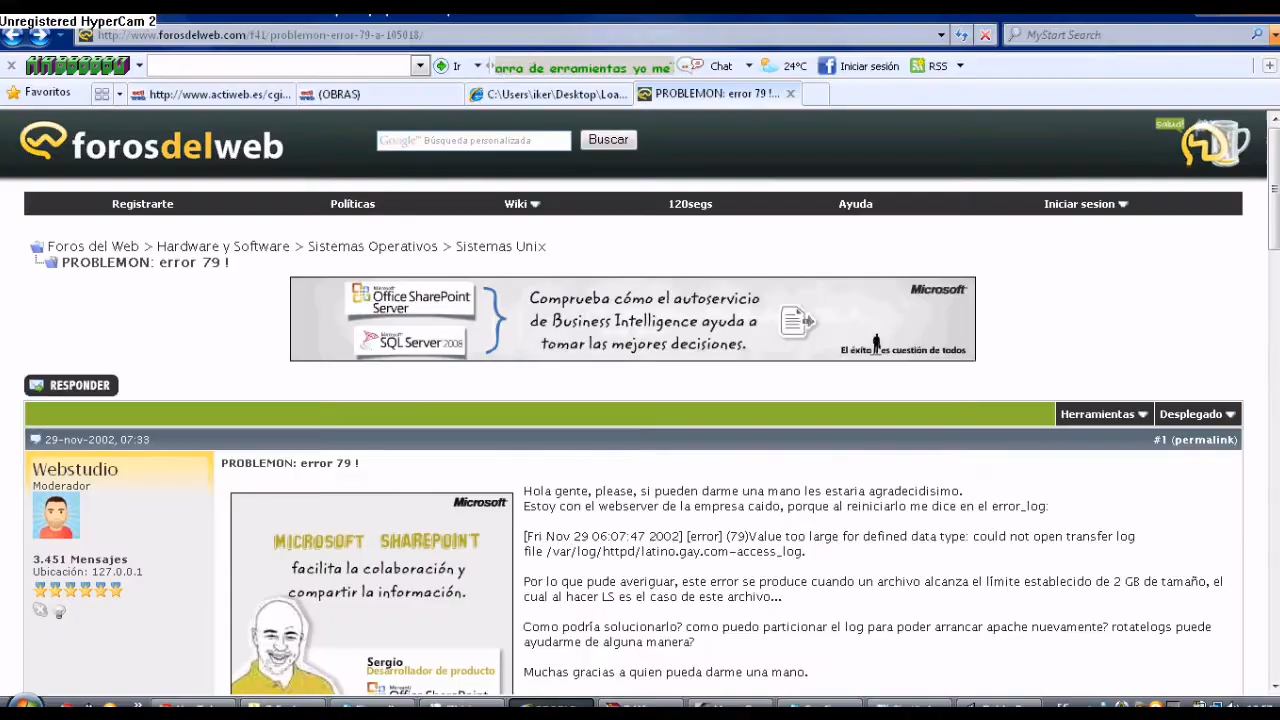 Unregistered HyperCam 2
http://www.forosdelweb.com/f41/problemon-error-79-a-105018/
MyStart Search
Ir
arra de erramientas yo me
Chat
24°C
Iniciar sesión
RSS
Favoritos
http://www.actiweb.es/cgi...
(OBRAS)
C:\Users\iker\Desktop\Loa...
PROBLEMON: error 79 !...
forosdelweb
Google™ Búsqueda personalizada
Buscar
Salud!
Registrarte
Políticas
Wiki
120segs
Ayuda
Iniciar sesion
Foros del Web > Hardware y Software > Sistemas Operativos > Sistemas Unix
PROBLEMON: error 79 !
Microsoft
Office SharePoint
Server
Microsoft
SQL Server 2008
Comprueba cómo el autoservicio
de Business Intelligence ayuda a
tomar las mejores decisiones.
Microsoft
El éxito es cuestión de todos
RESPONDER
Herramientas
Desplegado
29-nov-2002, 07:33
#1 (permalink)
Webstudio
Moderador
3.451 Mensajes
Ubicación: 127.0.0.1
PROBLEMON: error 79 !
Microsoft
MICROSOFT SHAREPOINT
facilita la colaboración y
compartir la información.
Sergio
Desarrollador de producto
Office SharePoint
Hola gente, please, si pueden darme una mano les estaria agradecidisimo.
Estoy con el webserver de la empresa caido, porque al reiniciarlo me dice en el error_log:
[Fri Nov 29 06:07:47 2002] [error] (79)Value too large for defined data type: could not open transfer log
file /var/log/httpd/latino.gay.com-access_log.
Por lo que pude averiguar, este error se produce cuando un archivo alcanza el límite establecido de 2 GB de tamaño, el
cual al hacer LS es el caso de este archivo...
Como podría solucionarlo? como puedo particionar el log para poder arrancar apache nuevamente? rotatelogs puede
ayudarme de alguna manera?
Muchas gracias a quien pueda darme una mano.